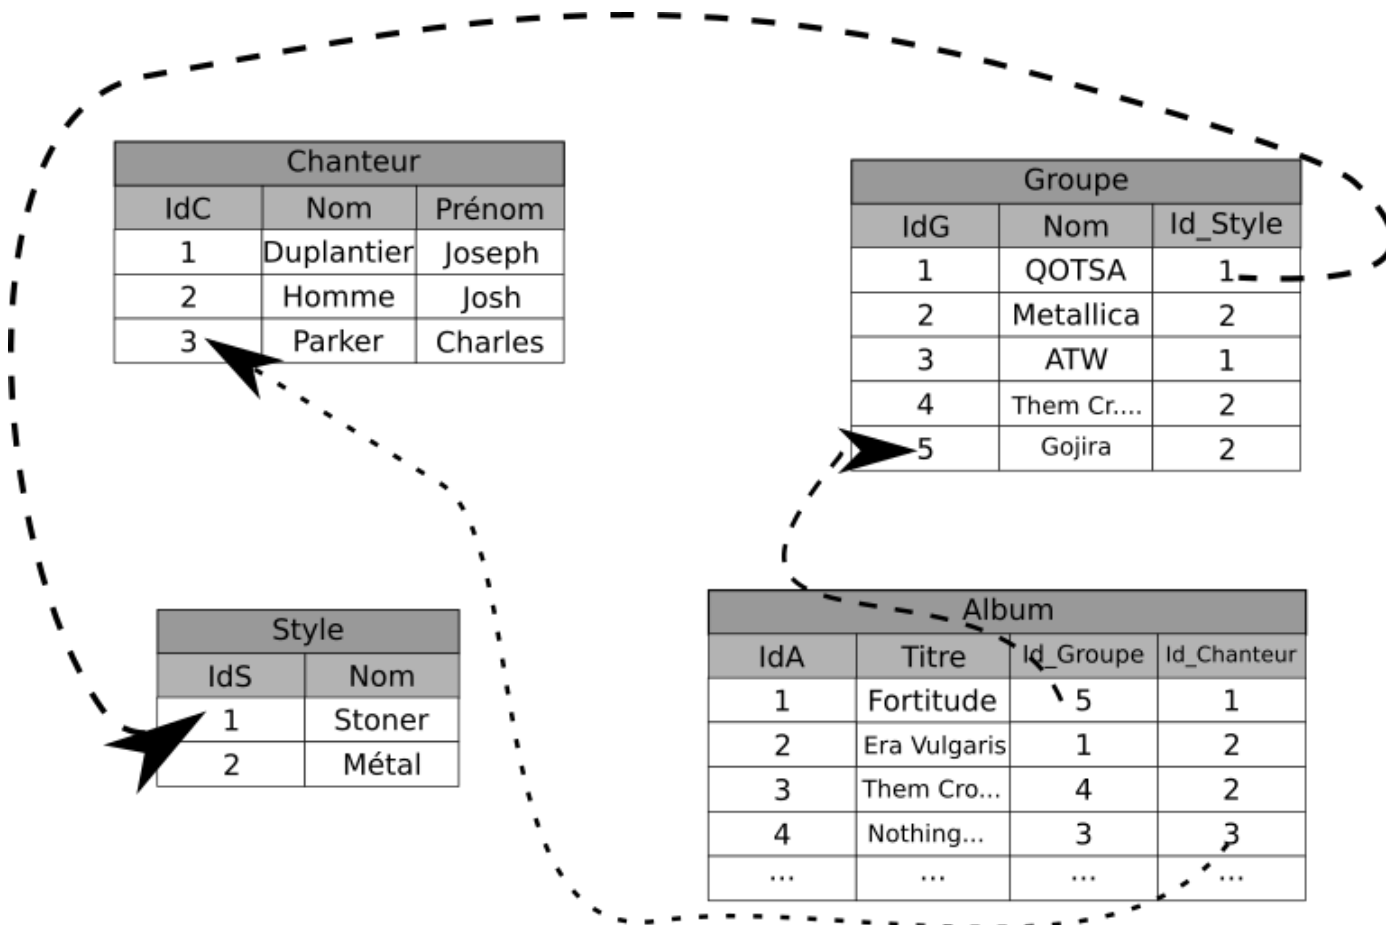 Chanteur
IdC Nom Prénom
1 Duplantier Joseph
2 Homme Josh
3 Parker Charles
Groupe
IdG Nom Id_Style
1 QOTSA 1
2 Metallica 2
3 ATW 1
4 Them Cr.... 2
5 Gojira 2
Style
IdS Nom
1 Stoner
2 Métal
Album
IdA Titre Id_Groupe Id_Chanteur
1 Fortitude 5 1
2 Era Vulgaris 1 2
3 Them Cro... 4 2
4 Nothing... 3 3
... ... ... ...